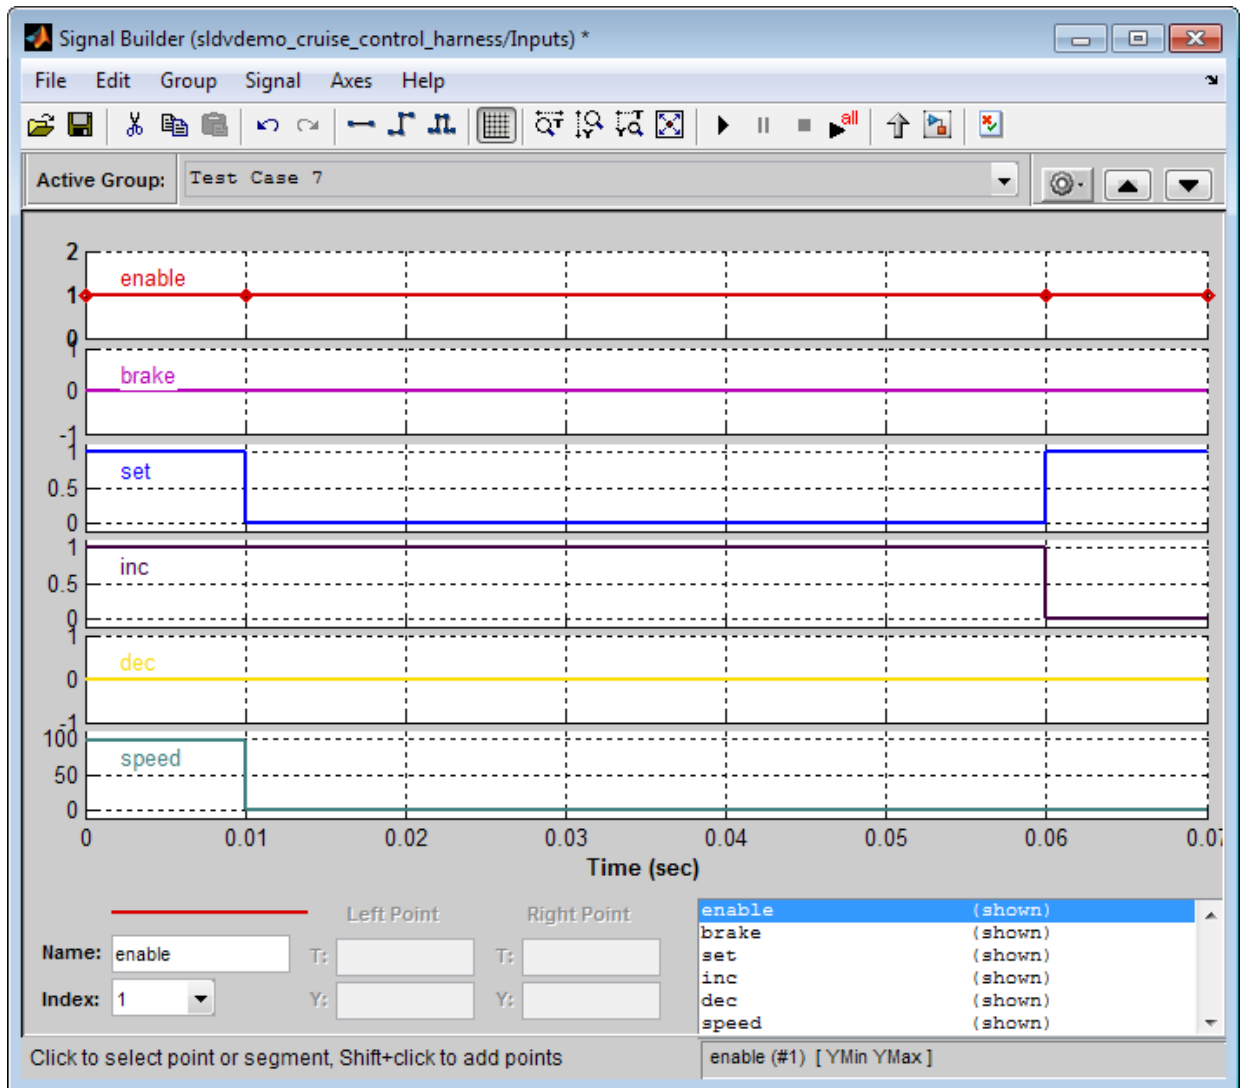 Signal Builder (sldvdemo_cruise_control_harness/Inputs) *
File Edit Group Signal Axes Help
all
Active Group: Test Case 7
2
enable
1
0
1
brake
0
-1
1
set
0.5
0
1
inc
0.5
0
1
dec
0
-1
100
speed
50
0
0 0.01 0.02 0.03 0.04 0.05 0.06
Time (sec)
Left Point Right Point
Name: enable T: T:
Index: 1 Y: Y:
enable (shown)
brake (shown)
set (shown)
inc (shown)
dec (shown)
speed (shown)
Click to select point or segment, Shift+click to add points
enable (#1) [ YMin YMax ]